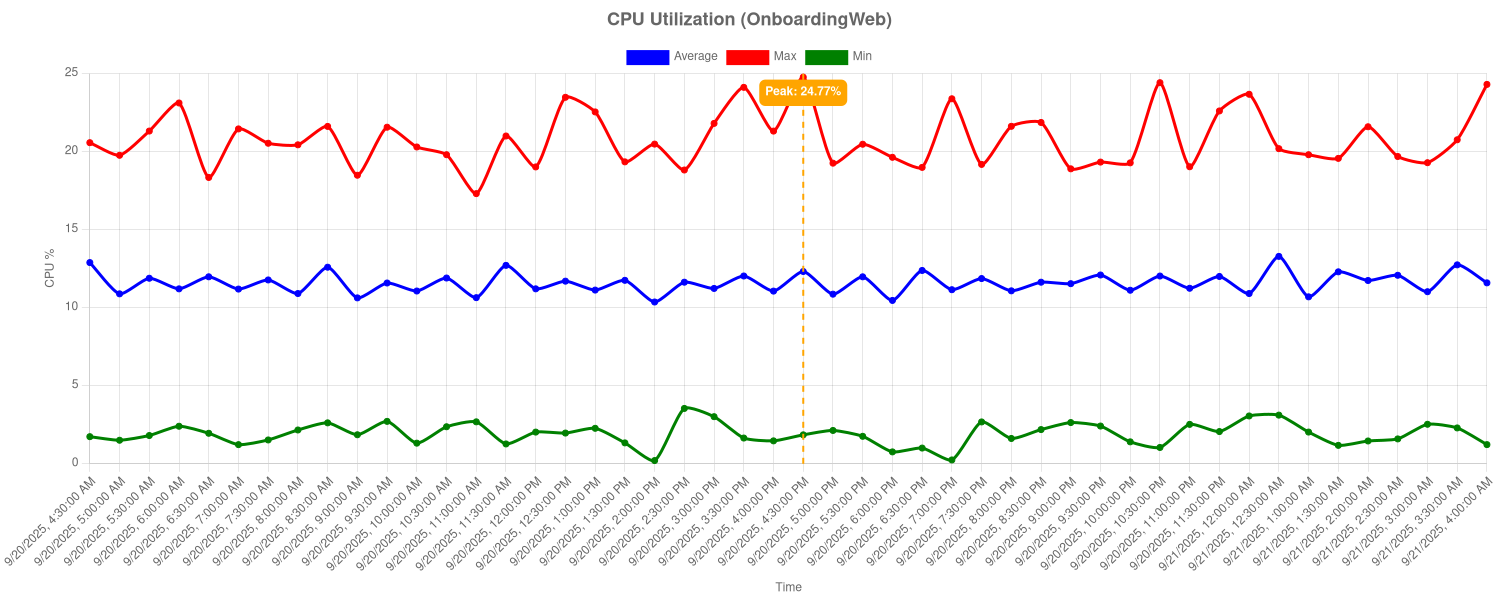 CPU Utilization (OnboardingWeb)
Average
Max
Min
Peak: 24.77%
25
20
15
10
5
0
CPU %
9/20/2025, 4:30:00 AM
9/20/2025, 5:00:00 AM
9/20/2025, 5:30:00 AM
9/20/2025, 6:00:00 AM
9/20/2025, 6:30:00 AM
9/20/2025, 7:00:00 AM
9/20/2025, 7:30:00 AM
9/20/2025, 8:00:00 AM
9/20/2025, 8:30:00 AM
9/20/2025, 9:00:00 AM
9/20/2025, 9:30:00 AM
9/20/2025, 10:00:00 AM
9/20/2025, 10:30:00 AM
9/20/2025, 11:00:00 AM
9/20/2025, 11:30:00 AM
9/20/2025, 12:00:00 PM
9/20/2025, 12:30:00 PM
9/20/2025, 1:00:00 PM
9/20/2025, 1:30:00 PM
9/20/2025, 2:00:00 PM
9/20/2025, 2:30:00 PM
9/20/2025, 3:00:00 PM
9/20/2025, 3:30:00 PM
9/20/2025, 4:00:00 PM
9/20/2025, 4:30:00 PM
9/20/2025, 5:00:00 PM
9/20/2025, 5:30:00 PM
9/20/2025, 6:00:00 PM
9/20/2025, 6:30:00 PM
9/20/2025, 7:00:00 PM
9/20/2025, 7:30:00 PM
9/20/2025, 8:00:00 PM
9/20/2025, 8:30:00 PM
9/20/2025, 9:00:00 PM
9/20/2025, 9:30:00 PM
9/20/2025, 10:00:00 PM
9/20/2025, 10:30:00 PM
9/20/2025, 11:00:00 PM
9/20/2025, 11:30:00 PM
9/21/2025, 12:00:00 AM
9/21/2025, 12:30:00 AM
9/21/2025, 1:00:00 AM
9/21/2025, 1:30:00 AM
9/21/2025, 2:00:00 AM
9/21/2025, 2:30:00 AM
9/21/2025, 3:00:00 AM
9/21/2025, 3:30:00 AM
9/21/2025, 4:00:00 AM
Time